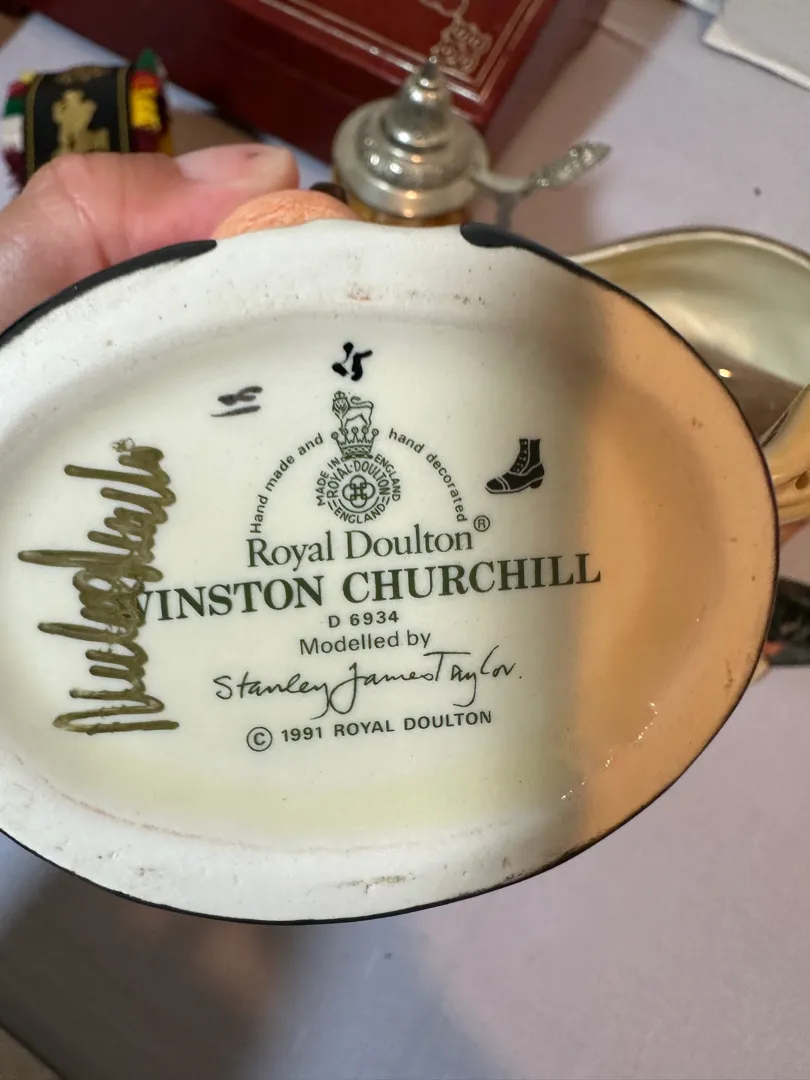 Hand made and hand decorated
MADE IN ENGLAND
ROYAL·DOULTON
ENGLAND
Royal Doulton®
WINSTON CHURCHILL
D 6934
Modelled by
Stanley James Taylor.
© 1991 ROYAL DOULTON